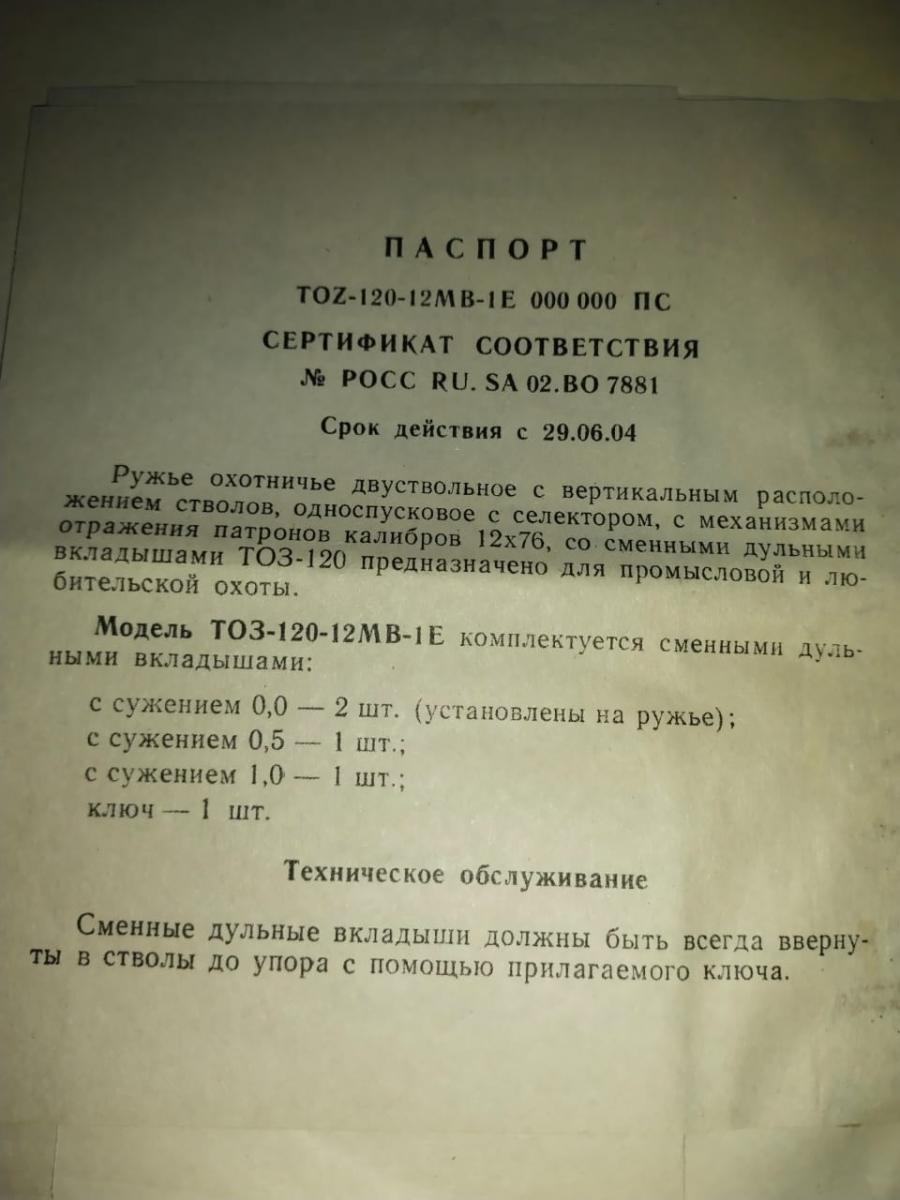 ПАСПОРТ
TOZ-120-12МВ-1Е 000 000 ПС
СЕРТИФИКАТ СООТВЕТСТВИЯ
№ РОСС RU. SA 02.ВО 7881
Срок действия с 29.06.04
Ружье охотничье двуствольное с вертикальным располо-
жением стволов, односпусковое с селектором, с механизмами
отражения патронов калибров 12х76, со сменными дульными
вкладышами ТОЗ-120 предназначено для промысловой и лю-
бительской охоты.
Модель ТОЗ-120-12МВ-1Е комплектуется сменными дуль-
ными вкладышами:
с сужением 0,0 — 2 шт. (установлены на ружье);
с сужением 0,5 — 1 шт.;
с сужением 1,0 — 1 шт.;
ключ — 1 шт.
Техническое обслуживание
Сменные дульные вкладыши должны быть всегда вверну-
ты в стволы до упора с помощью прилагаемого ключа.